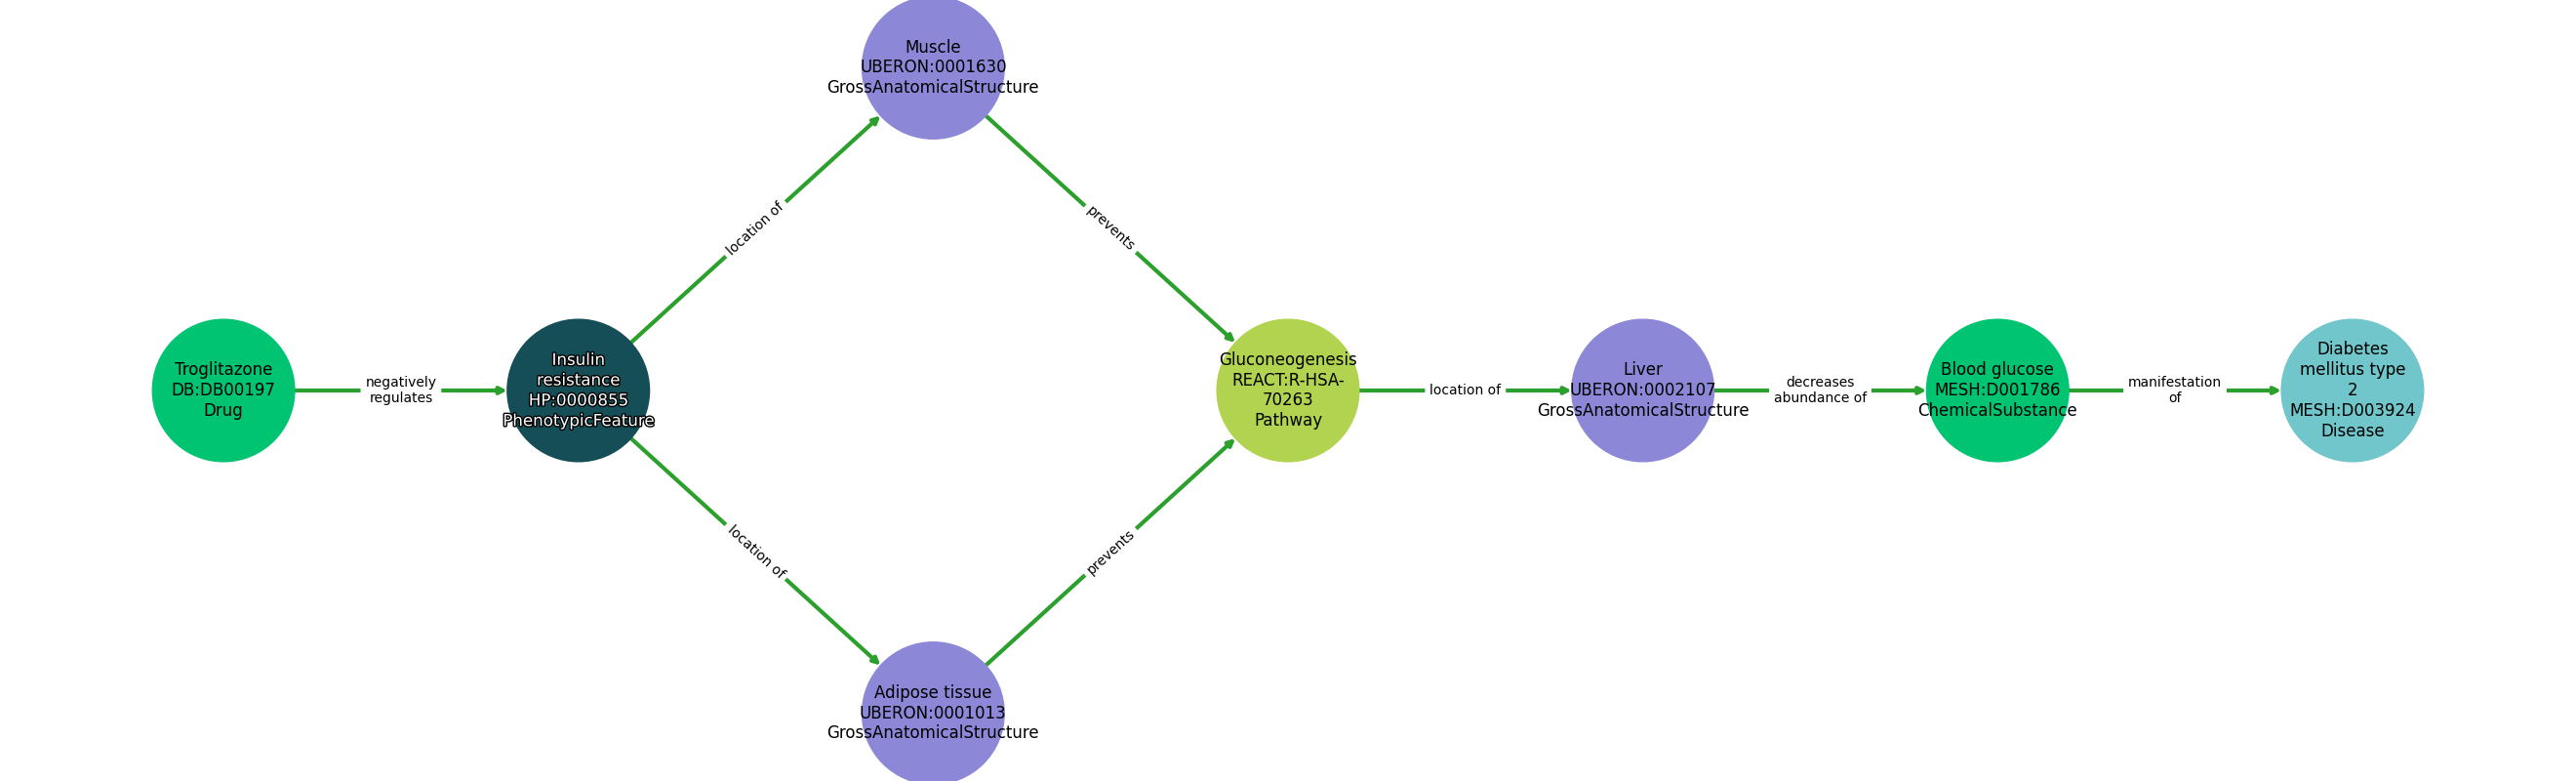 Muscle
UBERON:0001630
GrossAnatomicalStructure
location of
prevents
Troglitazone
DB:DB00197
Drug
negatively
regulates
Insulin
resistance
HP:0000855
PhenotypicFeature
Gluconeogenesis
REACT:R-HSA-
70263
Pathway
location of
Liver
UBERON:0002107
GrossAnatomicalStructure
decreases
abundance of
Blood glucose
MESH:D001786
ChemicalSubstance
manifestation
of
Diabetes
mellitus type
2
MESH:D003924
Disease
location of
prevents
Adipose tissue
UBERON:0001013
GrossAnatomicalStructure